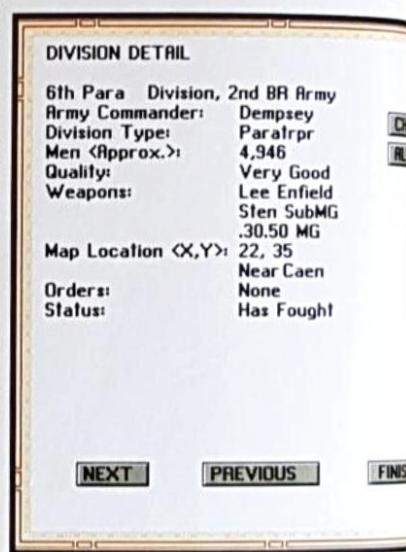 DIVISION DETAIL
6th Para Division, 2nd BR Army
Army Commander: Dempsey
Division Type: Paratrpr
Men <Approx.>: 4,946
Quality: Very Good
Weapons: Lee Enfield
Sten SubMG
.30.50 MG
Map Location <X,Y>: 22, 35
Near Caen
Orders: None
Status: Has Fought
NEXT PREVIOUS